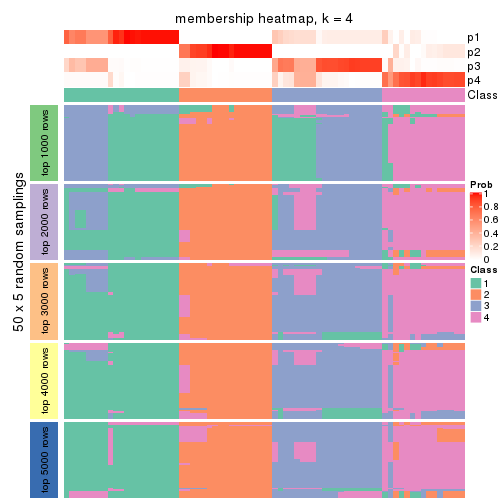 membership heatmap, k = 4
p1
p2
p3
p4
Class
50 x 5 random samplings
top 1000 rows
top 2000 rows
top 3000 rows
top 4000 rows
top 5000 rows
Prob
1
0.8
0.6
0.4
0.2
0
Class
1
2
3
4